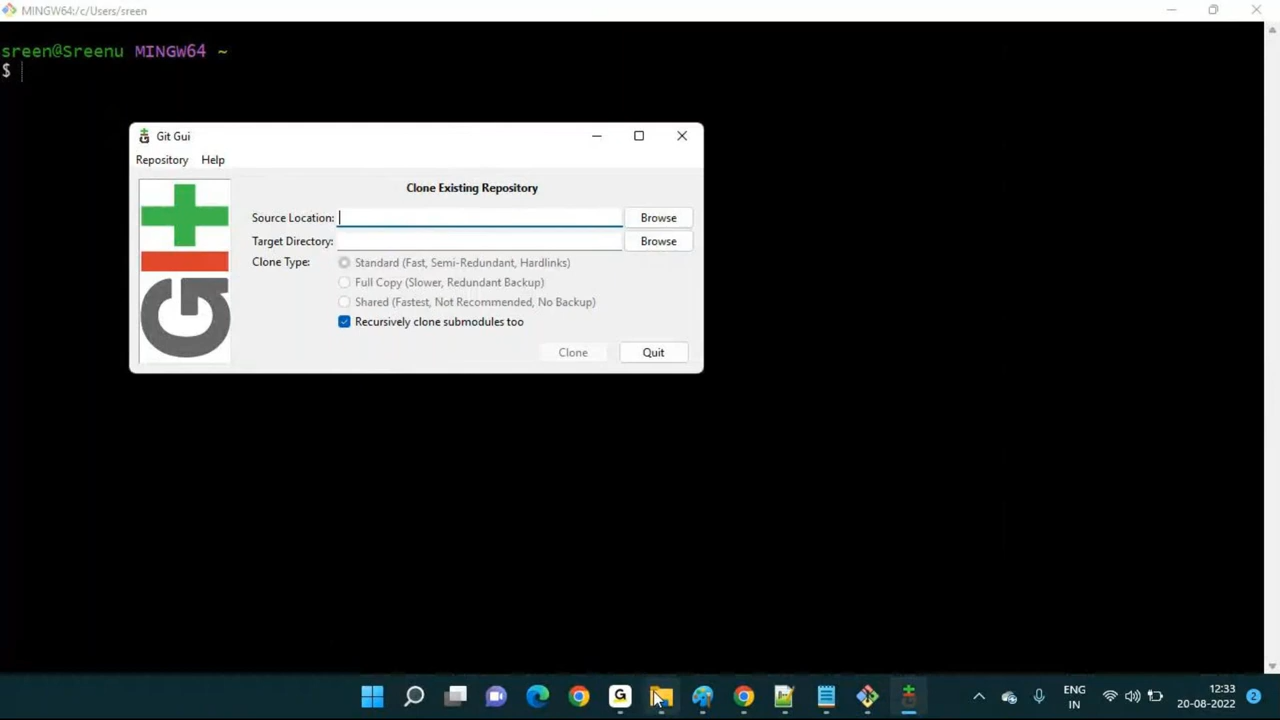 MINGW64:/c/Users/sreen
sreen@Sreenu MINGW64 ~
$
Git Gui
Repository Help
GIT
Clone Existing Repository
Source Location: Browse
Target Directory: Browse
Clone Type: Standard (Fast, Semi-Redundant, Hardlinks)
Full Copy (Slower, Redundant Backup)
Shared (Fastest, Not Recommended, No Backup)
Recursively clone submodules too
Clone Quit
G
ENG
IN
12:33
20-08-2022
2